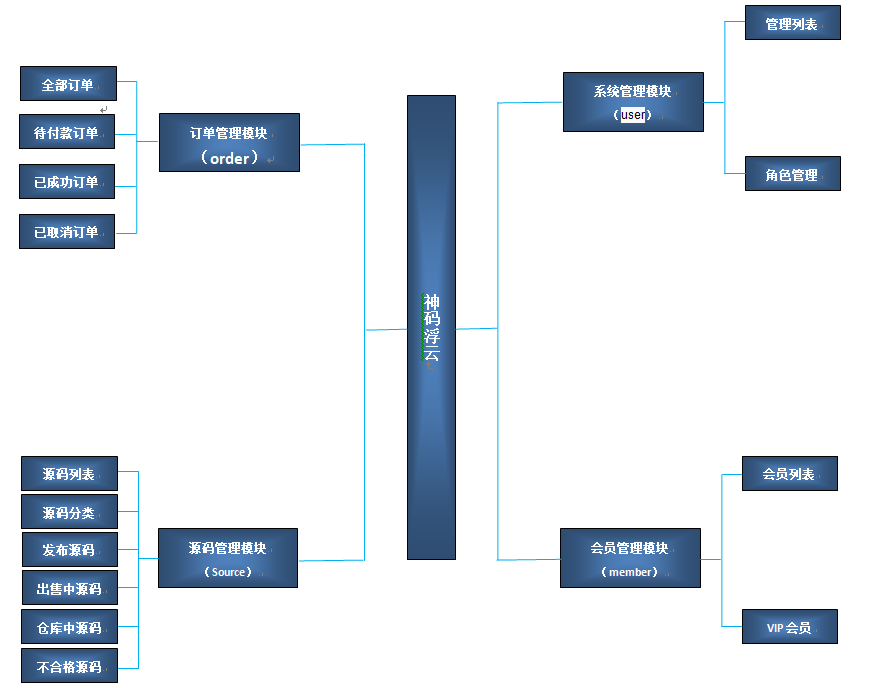 全部订单
待付款订单
已成功订单
已取消订单
订单管理模块
（order）
源码列表
源码分类
发布源码
出售中源码
仓库中源码
不合格源码
源码管理模块
（Source）
神码浮云
系统管理模块
（user）
管理列表
角色管理
会员管理模块
（member）
会员列表
VIP 会员